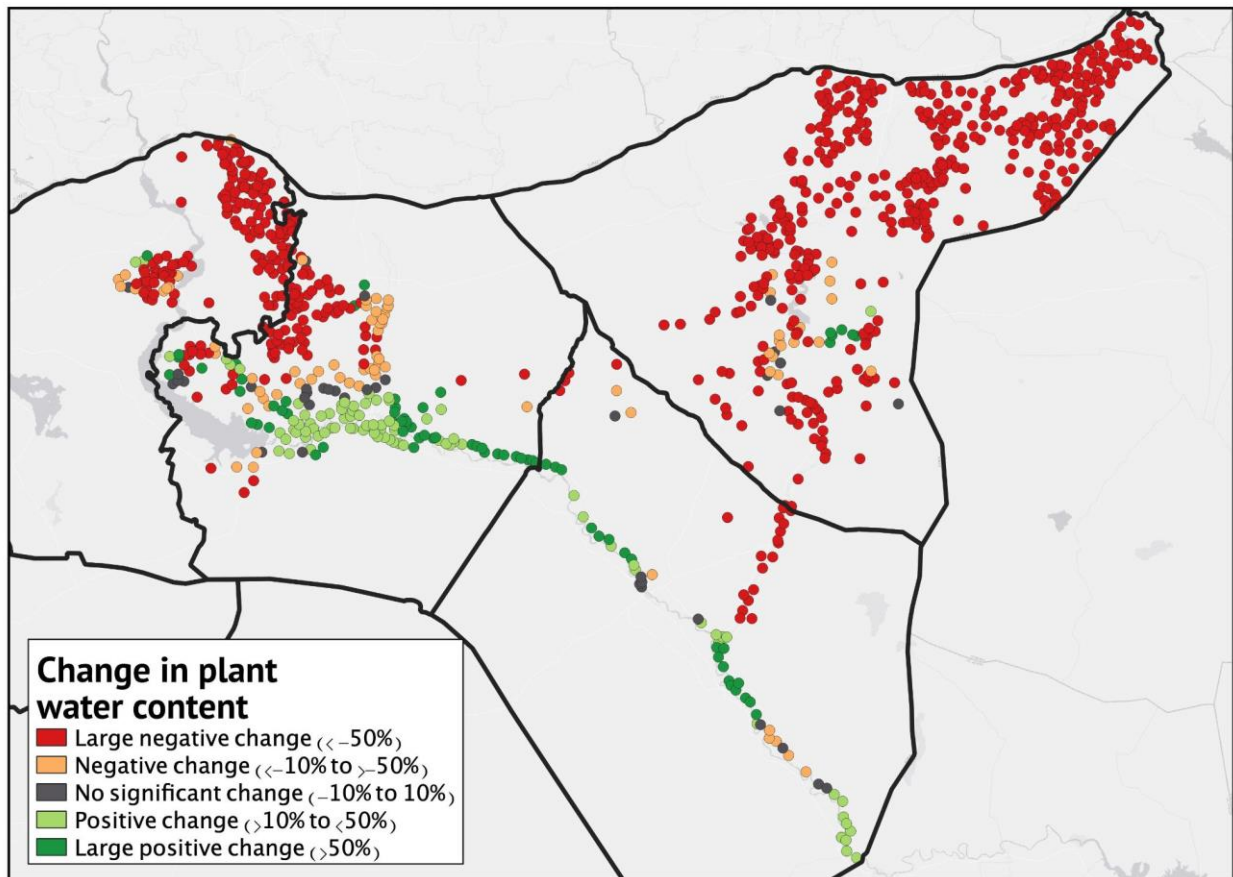 Change in plant
water content
Large negative change (<-50%)
Negative change (<-10% to >-50%)
No significant change (-10% to 10%)
Positive change (>10% to <50%)
Large positive change (>50%)